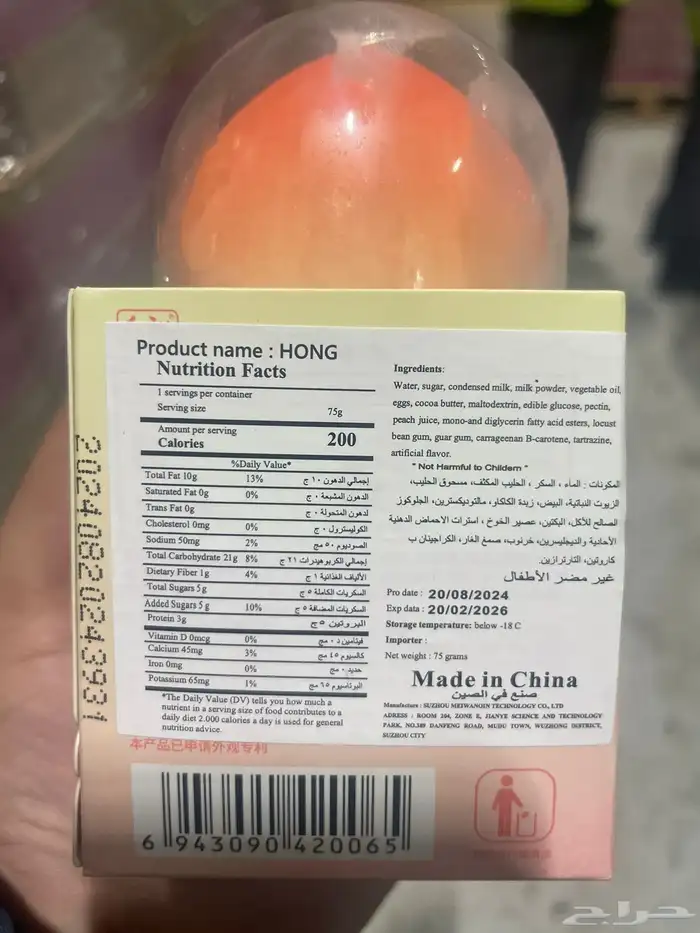 Product name : HONG
Nutrition Facts
1 servings per container
Serving size 75g
Amount per serving
Calories 200
%Daily Value*
Total Fat 10g 13% إجمالي الدهون ١٠ ج
Saturated Fat 0g 0% الدهون المشبعة ٠ ج
Trans Fat 0g لدهون المتحولة ٠ ج
Cholesterol 0mg 0% الكوليسترول ٠ ج
Sodium 50mg 2% الصوديوم ٥٠ مج
Total Carbohydrate 21g 8% إجمالي الكربوهيدرات ٢١ ج
Dietary Fiber 1g 4% الألياف الغذائية ١ ج
Total Sugars 5g السكريات الكاملة ٥ ج
Added Sugars 5g 10% السكريات المضافة ٥ ج
Protein 3g البروتين ٣ ج
Vitamin D 0mcg 0% فيتامين د ٠ مج
Calcium 45mg 3% كالسيوم ٤٥ مج
Iron 0mg 0% حديد ٠ مج
Potassium 65mg 1% البوتاسيوم ٦٥ مج
*The Daily Value (DV) tells you how much a
nutrient in a serving size of food contributes to a
daily diet 2.000 calories a day is used for general
nutrition advice.
Ingredients:
Water, sugar, condensed milk, milk powder, vegetable oil,
eggs, cocoa butter, maltodextrin, edible glucose, pectin,
peach juice, mono-and diglycerin fatty acid esters, locust
bean gum, guar gum, carrageenan B-carotene, tartrazine,
artificial flavor.
" Not Harmful to Childern "
المكونات : الماء ، السكر ، الحليب المكثف، مسحوق الحليب،
الزيوت النباتية، البيض، زبدة الكاكاو، مالتوديكسترين، الجلوكوز
الصالح للأكل، البكتين، عصير الخوخ ، استرات الاحماض الدهنية
الأحادية والديجليسرين، خرنوب، صمغ الغار، الكراجينان ب
كاروتين، التارترازين.
غير مضر الأطفال
Pro date : 20/08/2024
Exp data : 20/02/2026
Storage temperature: below -18 C
Importer :
Net weight : 75 grams
Made in China
صنع في الصين
Manufacture : SUZHOU MEIWANGIN TECHNOLOGY CO., LTD
ADRESS : ROOM 104, ZONE E, JIANYE SCIENCE AND TECHNOLOGY
PARK, NO.189 DANFENG ROAD, MUDU TOWN, WUZHONG DISTRICT,
SUZHOU CITY
本产品已申请外观专利
6 943090 420065
حراج